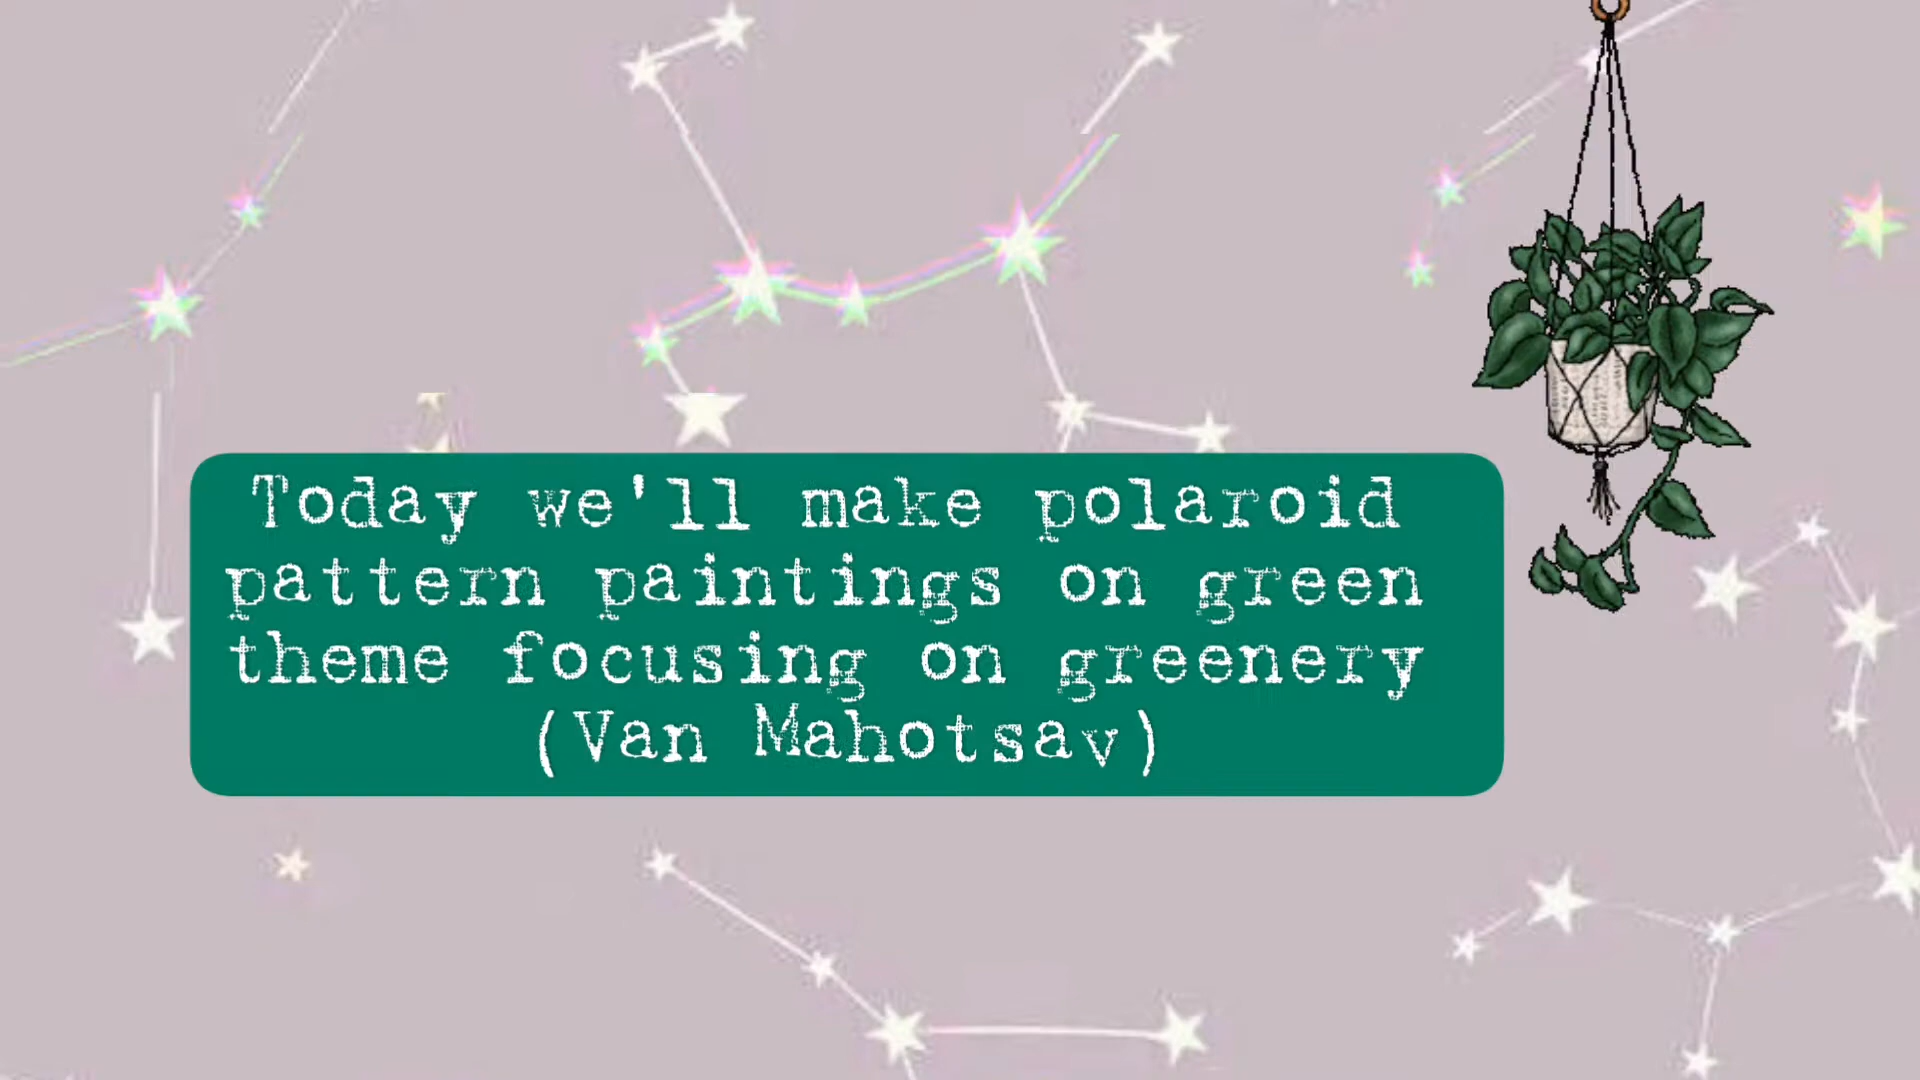 Today we'll make polaroid
pattern paintings on green
theme focusing on greenery
(Van Mahotsav)